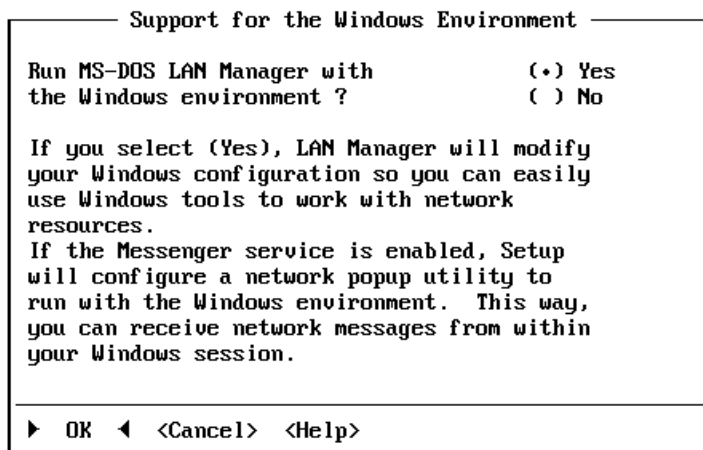 Support for the Windows Environment
Run MS-DOS LAN Manager with (•) Yes
the Windows environment ? ( ) No
If you select (Yes), LAN Manager will modify
your Windows configuration so you can easily
use Windows tools to work with network
resources.
If the Messenger service is enabled, Setup
will configure a network popup utility to
run with the Windows environment.  This way,
you can receive network messages from within
your Windows session.
► OK ◄ <Cancel> <Help>